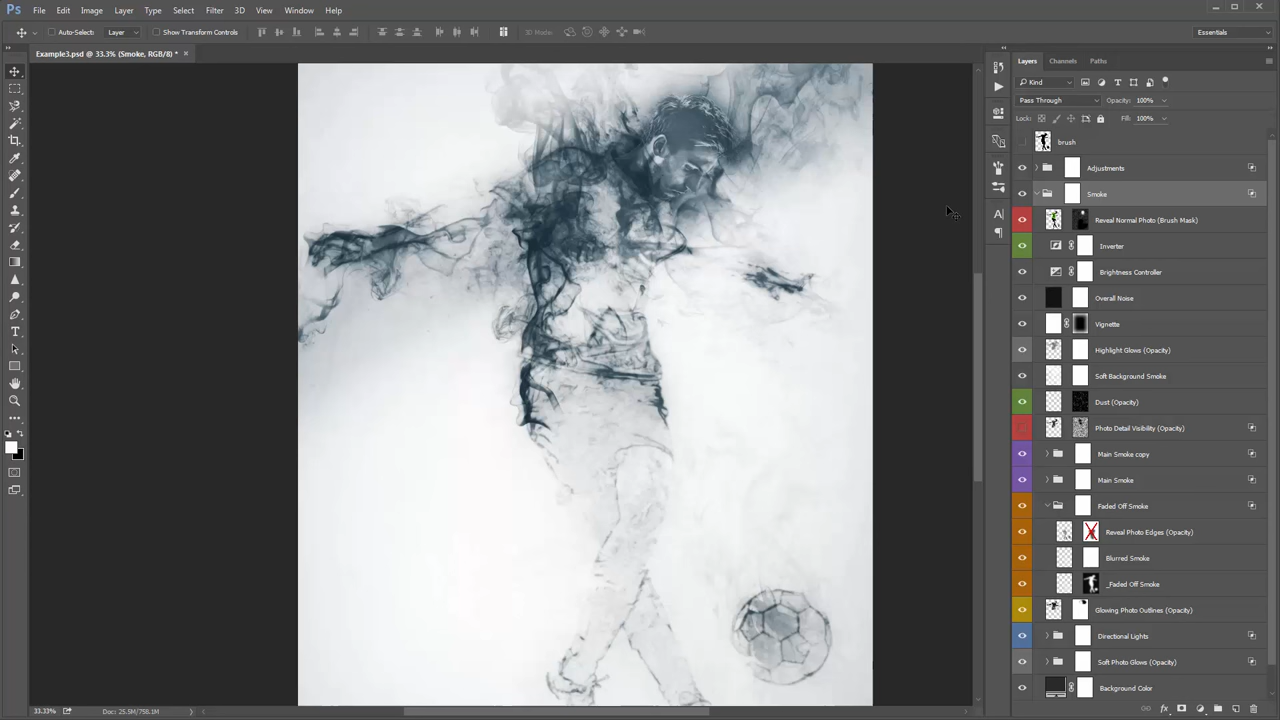 Ps File Edit Image Layer Type Select Filter 3D View Window Help
Auto-Select: Layer Show Transform Controls 3D Mode: Essentials
Example3.psd @ 33.3% (Smoke, RGB/8) *
Layers Channels Paths
Kind
Pass Through Opacity: 100%
Lock: Fill: 100%
brush
Adjustments
Smoke
Reveal Normal Photo (Brush Mask)
Inverter
Brightness Controller
Overall Noise
Vignette
Highlight Glows (Opacity)
Soft Background Smoke
Dust (Opacity)
Photo Detail Visibility (Opacity)
Main Smoke copy
Main Smoke
Faded Off Smoke
Reveal Photo Edges (Opacity)
Blurred Smoke
_Faded Off Smoke
Glowing Photo Outlines (Opacity)
Directional Lights
Soft Photo Glows (Opacity)
Background Color
33.33% Doc: 25.5M/758.1M